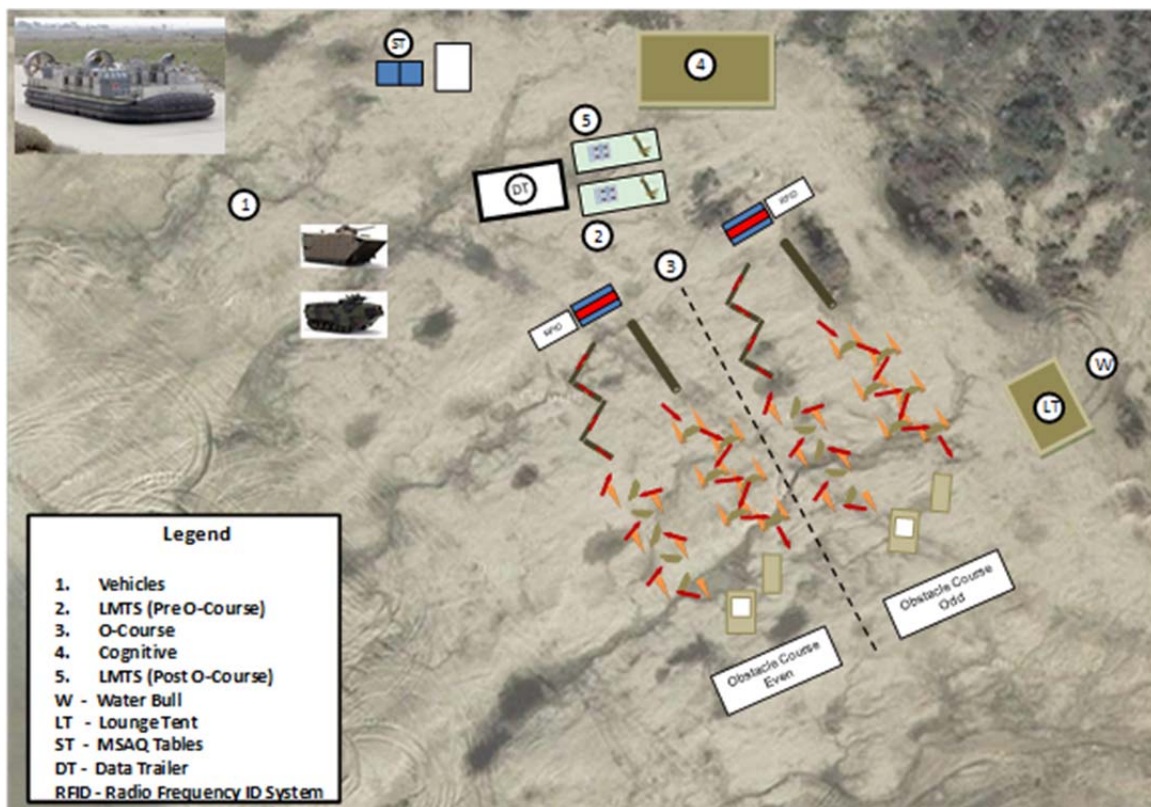 ST
4
5
DT
RFID
1
2
3
RFID
W
LT
Legend
1. Vehicles
2. LMTS (Pre O-Course)
3. O-Course
4. Cognitive
5. LMTS (Post O-Course)
W - Water Bull
LT - Lounge Tent
ST - MSAQ Tables
DT - Data Trailer
RFID - Radio Frequency ID System
Obstacle Course
Odd
Obstacle Course
Even